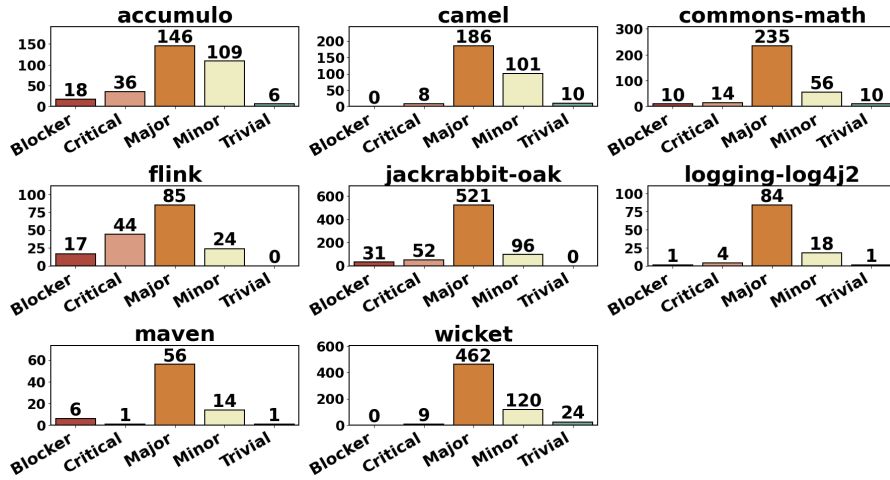 accumulo
150
100
50
0
18
36
146
109
6
Blocker
Critical
Major
Minor
Trivial
camel
200
150
100
50
0
0
8
186
101
10
Blocker
Critical
Major
Minor
Trivial
commons-math
300
200
100
0
10
14
235
56
10
Blocker
Critical
Major
Minor
Trivial
flink
100
75
50
25
0
17
44
85
24
0
Blocker
Critical
Major
Minor
Trivial
jackrabbit-oak
600
400
200
0
31
52
521
96
0
Blocker
Critical
Major
Minor
Trivial
logging-log4j2
100
75
50
25
0
1
4
84
18
1
Blocker
Critical
Major
Minor
Trivial
maven
60
40
20
0
6
1
56
14
1
Blocker
Critical
Major
Minor
Trivial
wicket
600
400
200
0
0
9
462
120
24
Blocker
Critical
Major
Minor
Trivial